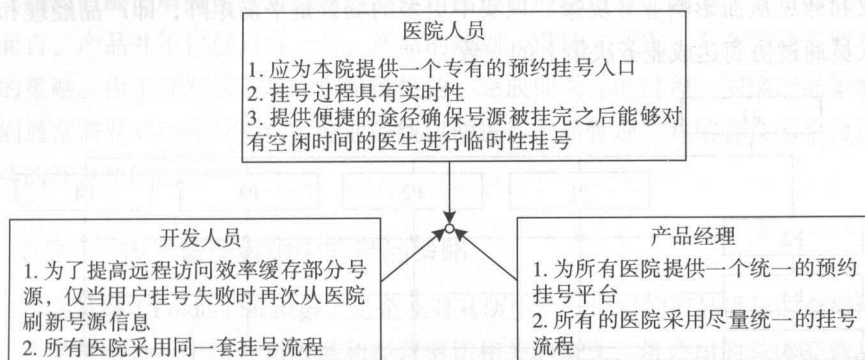 医院人员
1. 应为本院提供一个专有的预约挂号入口
2. 挂号过程具有实时性
3. 提供便捷的途径确保号源被挂完之后能够对
有空闲时间的医生进行临时性挂号
开发人员
1. 为了提高远程访问效率缓存部分号
源，仅当用户挂号失败时再次从医院
刷新号源信息
2. 所有医院采用同一套挂号流程
产品经理
1. 为所有医院提供一个统一的预约
挂号平台
2. 所有的医院采用尽量统一的挂号
流程